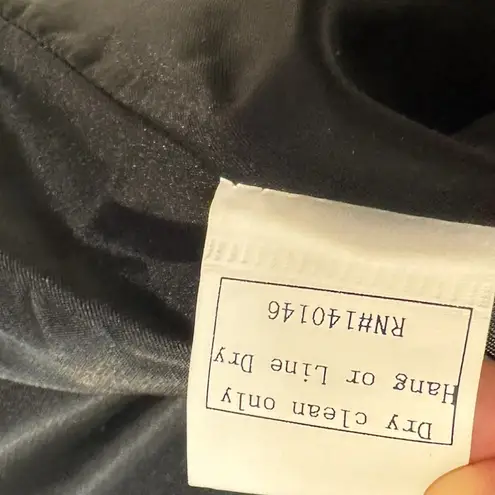 Dry clean only
Hang or Line Dry
RN#140146